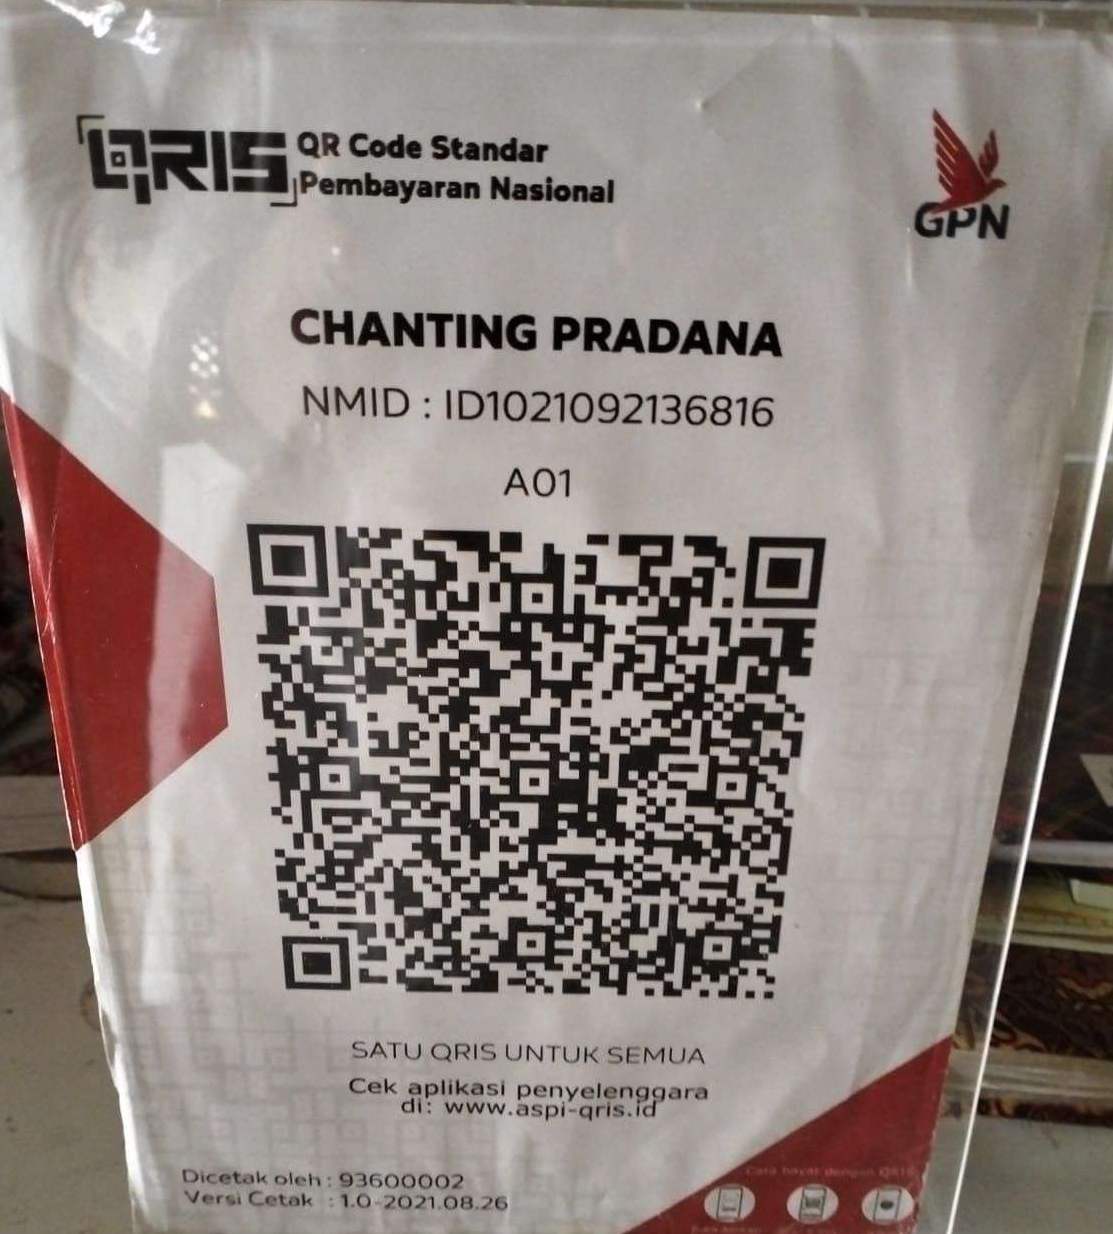 QRIS
QR Code Standar
Pembayaran Nasional
GPN
CHANTING PRADANA
NMID : ID1021092136816
A01
SATU QRIS UNTUK SEMUA
Cek aplikasi penyelenggara
di: www.aspi-qris.id
Dicetak oleh : 93600002
Versi Cetak : 1.0-2021.08.26
Cara bayar dengan QRIS